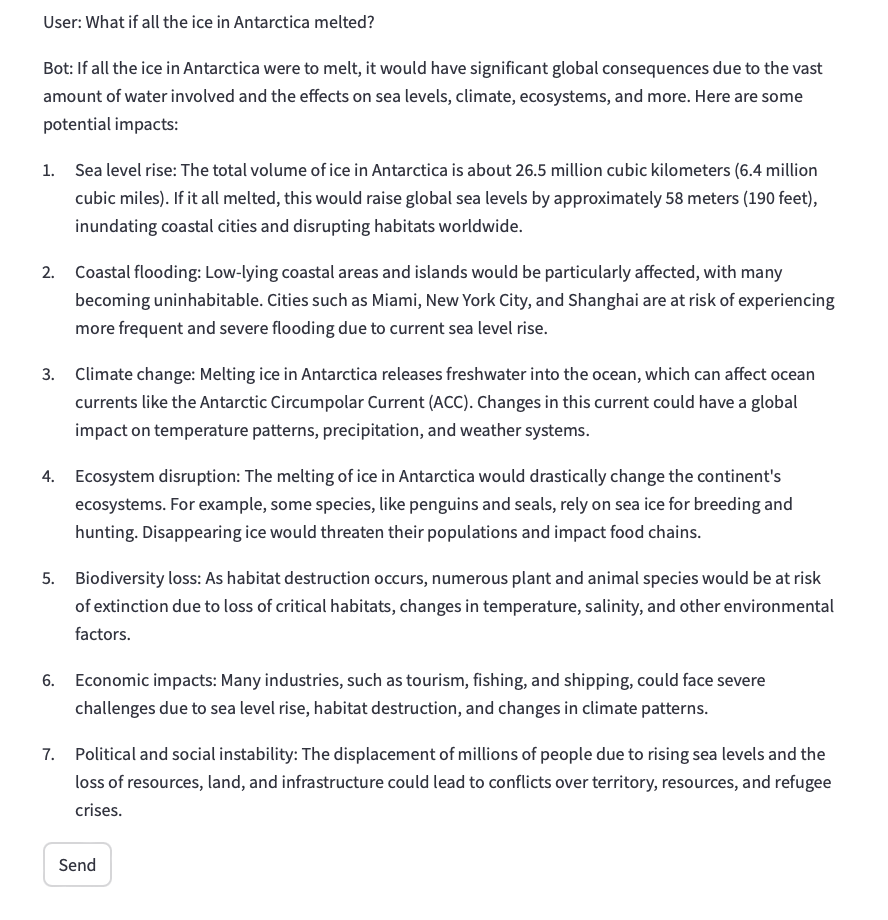 User: What if all the ice in Antarctica melted?
Bot: If all the ice in Antarctica were to melt, it would have significant global consequences due to the vast
amount of water involved and the effects on sea levels, climate, ecosystems, and more. Here are some
potential impacts:
1. Sea level rise: The total volume of ice in Antarctica is about 26.5 million cubic kilometers (6.4 million
cubic miles). If it all melted, this would raise global sea levels by approximately 58 meters (190 feet),
inundating coastal cities and disrupting habitats worldwide.
2. Coastal flooding: Low-lying coastal areas and islands would be particularly affected, with many
becoming uninhabitable. Cities such as Miami, New York City, and Shanghai are at risk of experiencing
more frequent and severe flooding due to current sea level rise.
3. Climate change: Melting ice in Antarctica releases freshwater into the ocean, which can affect ocean
currents like the Antarctic Circumpolar Current (ACC). Changes in this current could have a global
impact on temperature patterns, precipitation, and weather systems.
4. Ecosystem disruption: The melting of ice in Antarctica would drastically change the continent's
ecosystems. For example, some species, like penguins and seals, rely on sea ice for breeding and
hunting. Disappearing ice would threaten their populations and impact food chains.
5. Biodiversity loss: As habitat destruction occurs, numerous plant and animal species would be at risk
of extinction due to loss of critical habitats, changes in temperature, salinity, and other environmental
factors.
6. Economic impacts: Many industries, such as tourism, fishing, and shipping, could face severe
challenges due to sea level rise, habitat destruction, and changes in climate patterns.
7. Political and social instability: The displacement of millions of people due to rising sea levels and the
loss of resources, land, and infrastructure could lead to conflicts over territory, resources, and refugee
crises.
Send